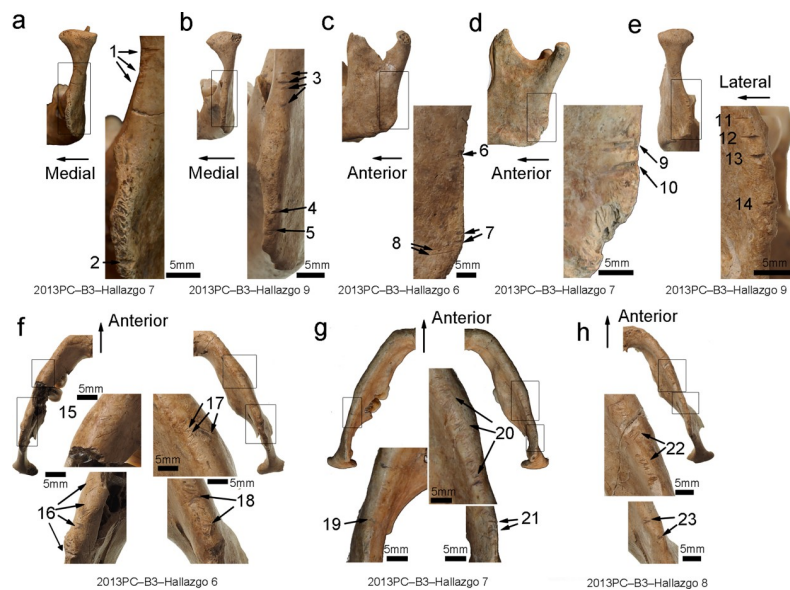 a
b
c
d
e
1
2
Medial
5mm
2013PC–B3–Hallazgo 7
3
4
5
Medial
5mm
2013PC–B3–Hallazgo 9
6
7
8
Anterior
5mm
2013PC–B3–Hallazgo 6
9
10
Anterior
5mm
2013PC–B3–Hallazgo 7
Lateral
11
12
13
14
5mm
2013PC–B3–Hallazgo 9
f
Anterior
5mm
15
17
5mm
5mm
5mm
16
18
2013PC–B3–Hallazgo 6
g
Anterior
20
5mm
19
21
5mm
5mm
2013PC–B3–Hallazgo 7
h
Anterior
22
5mm
23
5mm
2013PC–B3–Hallazgo 8